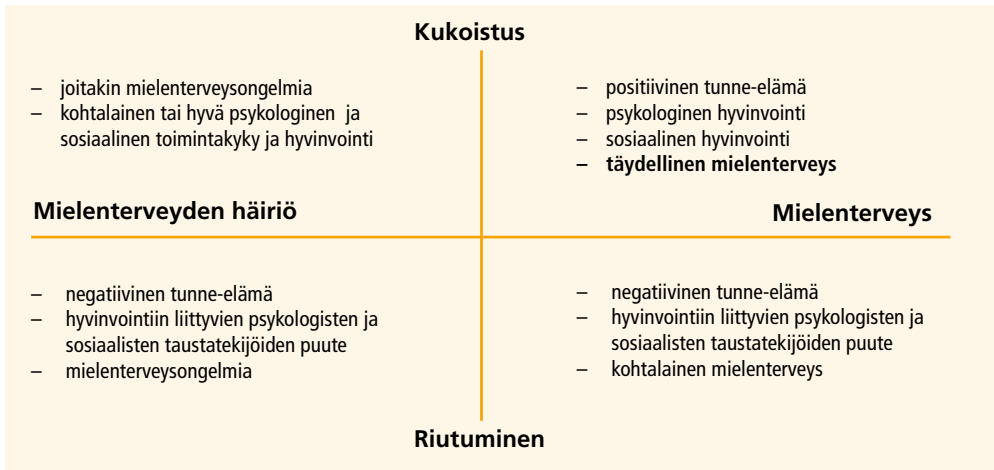 Kukoistus
– joitakin mielenterveysongelmia
– kohtalainen tai hyvä psykologinen ja
sosiaalinen toimintakyky ja hyvinvointi
– positiivinen tunne-elämä
– psykologinen hyvinvointi
– sosiaalinen hyvinvointi
– täydellinen mielenterveys
Mielenterveyden häiriö
Mielenterveys
– negatiivinen tunne-elämä
– hyvinvointiin liittyvien psykologisten ja
sosiaalisten taustatekijöiden puute
– mielenterveysongelmia
– negatiivinen tunne-elämä
– hyvinvointiin liittyvien psykologisten ja
sosiaalisten taustatekijöiden puute
– kohtalainen mielenterveys
Riutuminen